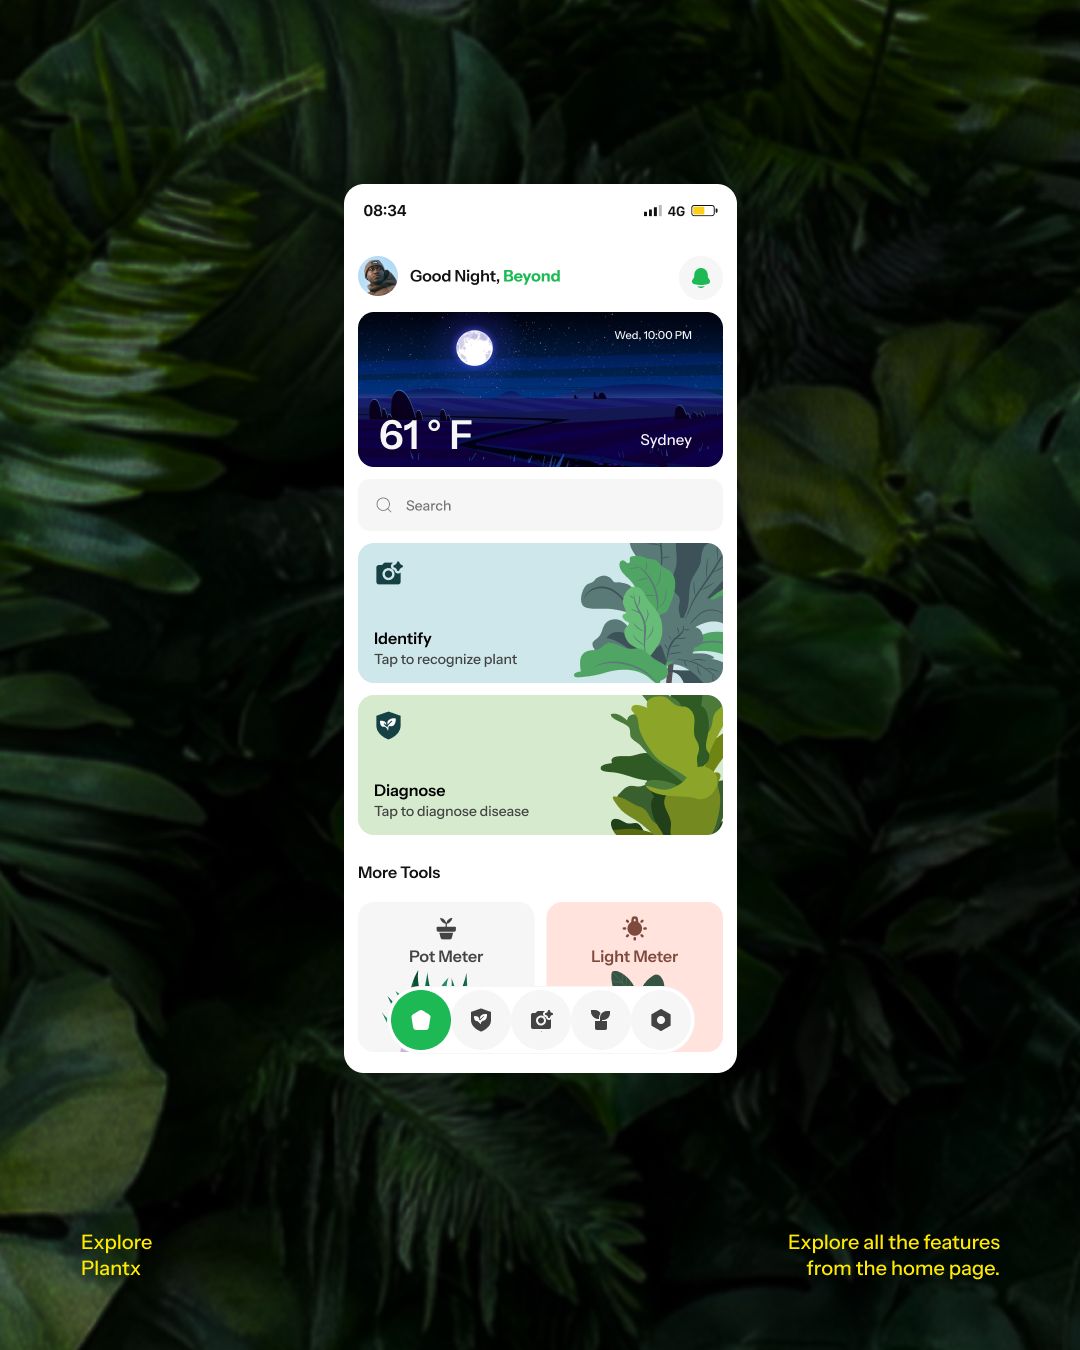 08:34
4G
Good Night, Beyond
Wed, 10:00 PM
61° F
Sydney
Search
Identify
Tap to recognize plant
Diagnose
Tap to diagnose disease
More Tools
Pot Meter
Light Meter
Explore
Plantx
Explore all the features
from the home page.